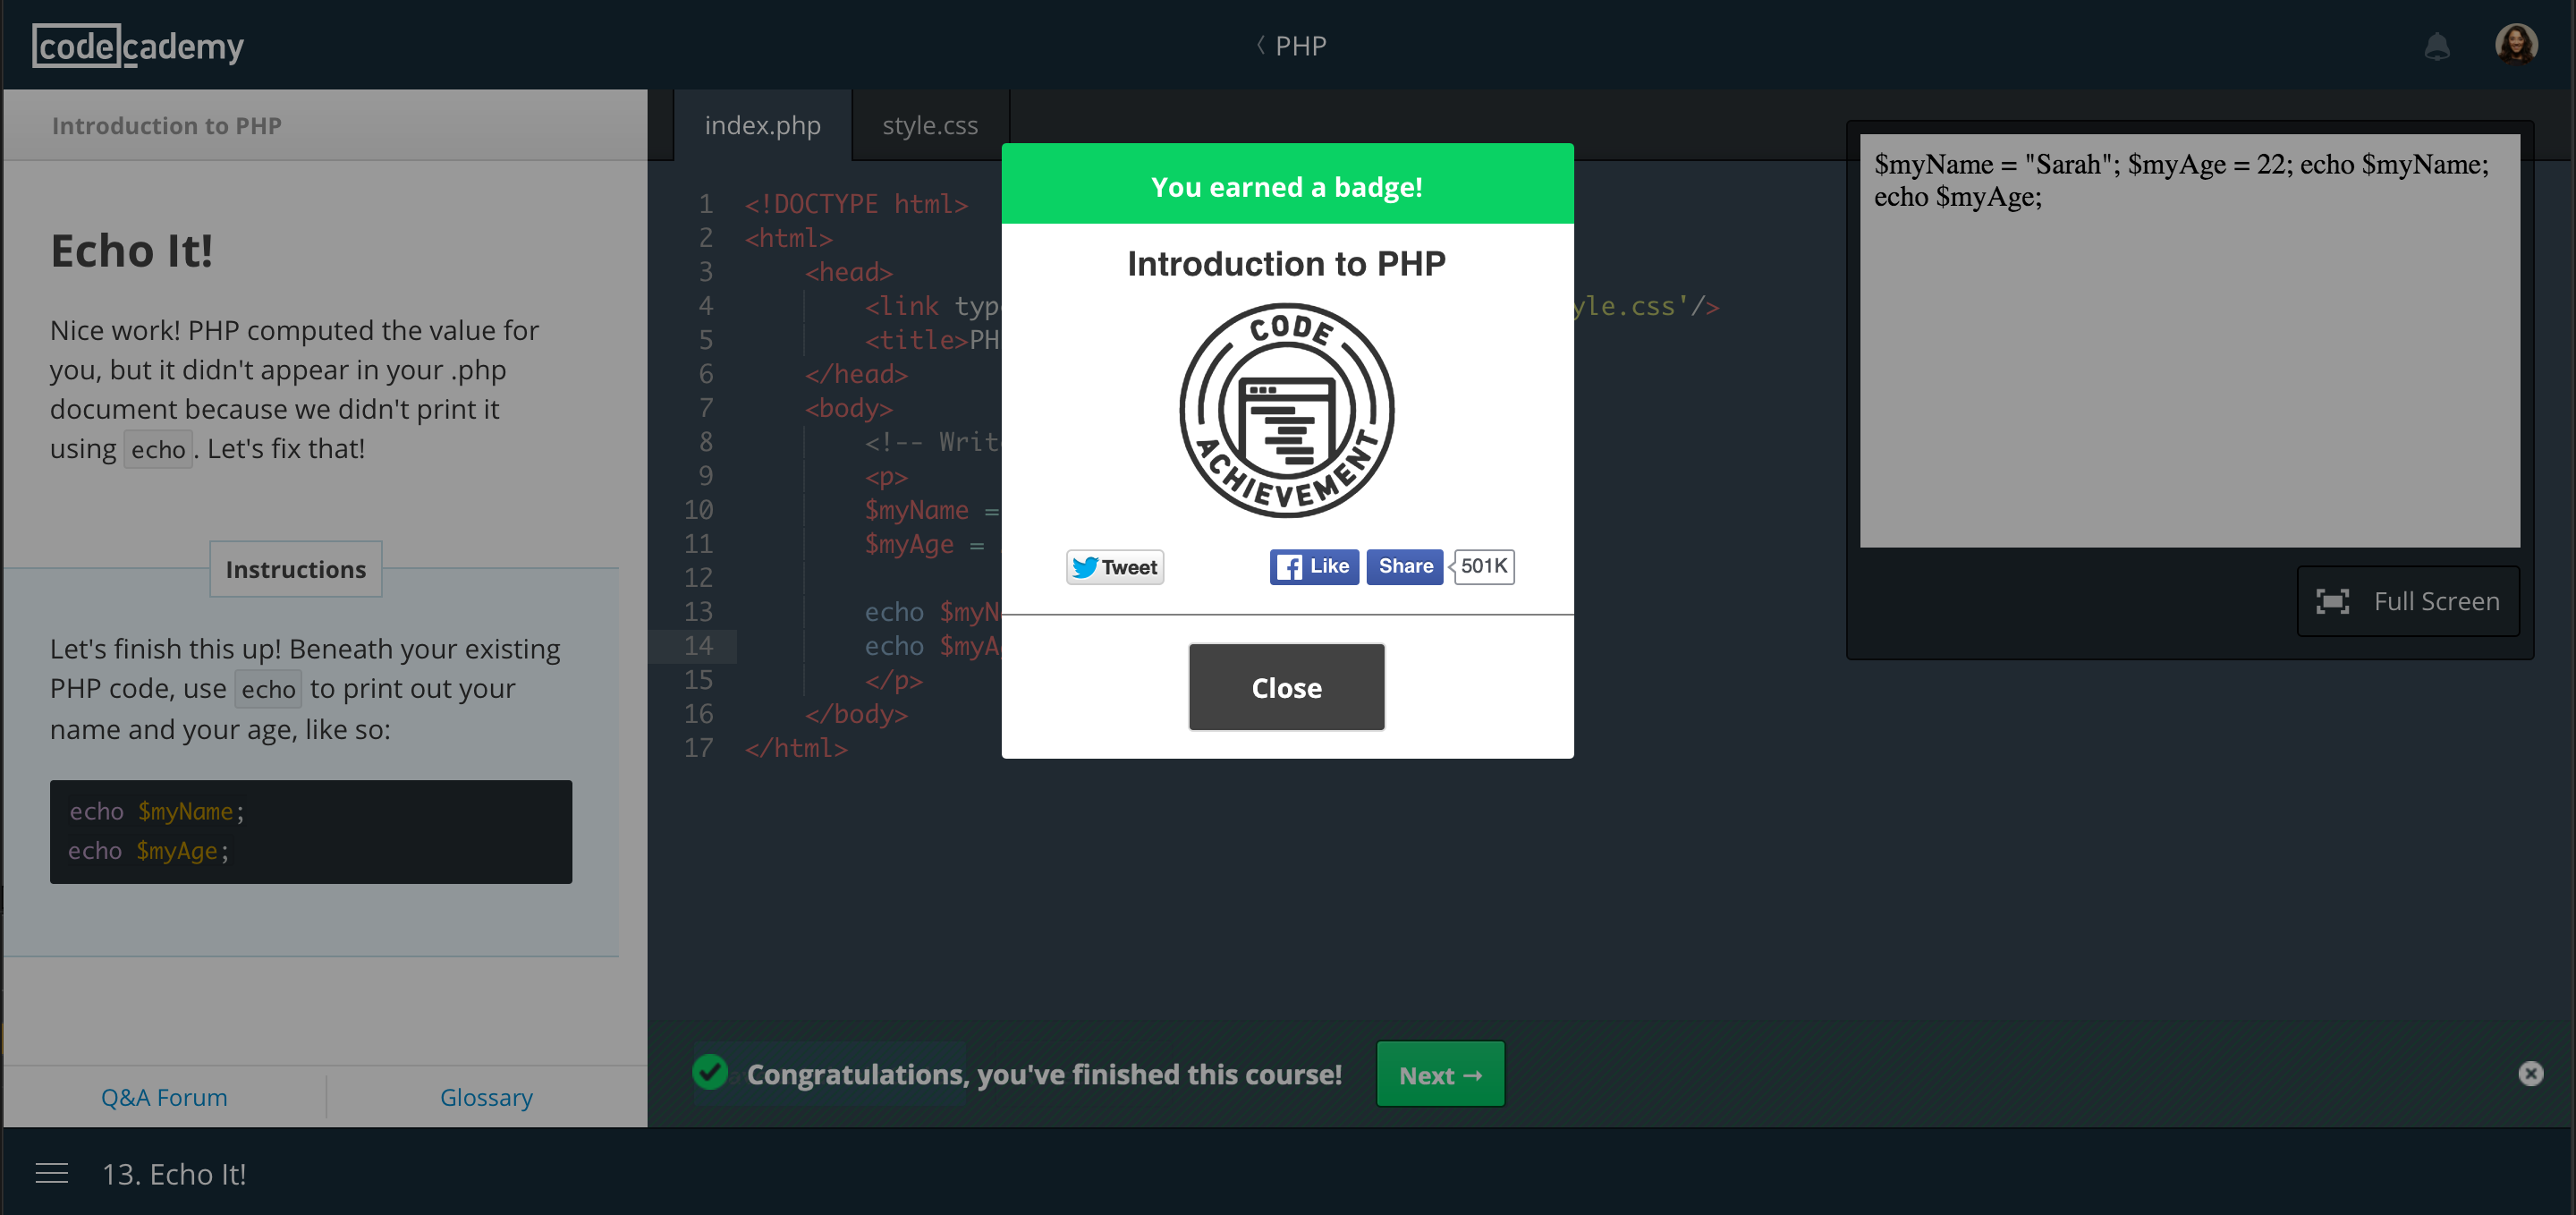 codecademy
PHP
Introduction to PHP
Echo It!
Nice work! PHP computed the value for
you, but it didn't appear in your .php
document because we didn't print it
using echo. Let's fix that!
Instructions
Let's finish this up! Beneath your existing
PHP code, use echo to print out your
name and your age, like so:
echo $myName;
echo $myAge;
Q&A Forum
Glossary
13. Echo It!
index.php
style.css
1 <!DOCTYPE html>
2 <html>
3 <head>
4 <link typ yle.css'/>
5 <title>PH
6 </head>
7 <body>
8 <!-- Writ
9 <p>
10 $myName =
11 $myAge =
12
13 echo $myN
14 echo $myA
15 </p>
16 </body>
17 </html>
You earned a badge!
Introduction to PHP
CODE
ACHIEVEMENT
Tweet
Like
Share
501K
Close
$myName = "Sarah"; $myAge = 22; echo $myName;
echo $myAge;
Full Screen
Congratulations, you've finished this course!
Next →